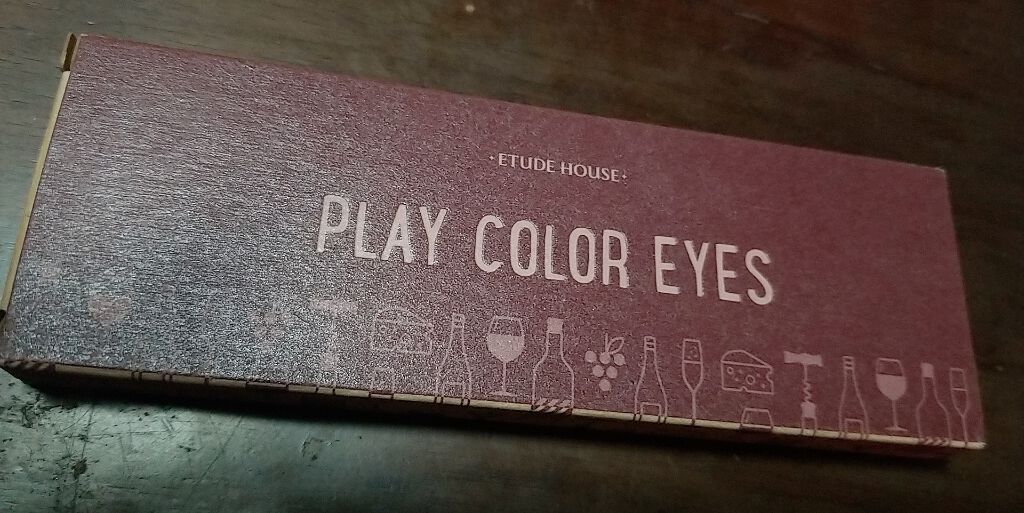 ETUDE HOUSE
PLAY COLOR EYES